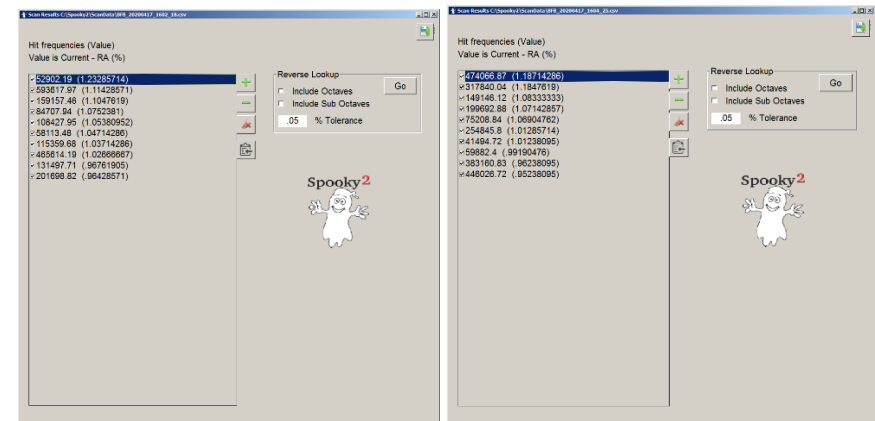 Scan Results C:\Spooky2\ScanData\BFB_20200417_1602_18.csv
Hit frequencies (Value)
Value is Current - RA (%)
52902.19 (1.23285714)
593617.97 (1.11428571)
159157.46 (1.1047619)
84707.94 (1.0752381)
108427.95 (1.05380952)
58113.48 (1.04714286)
115359.68 (1.03714286)
465614.19 (1.02666667)
131497.71 (.96761905)
201698.82 (.96428571)
Reverse Lookup
Include Octaves
Go
Include Sub Octaves
.05 % Tolerance
Spooky2
Scan Results C:\Spooky2\ScanData\BFB_20200417_1604_25.csv
Hit frequencies (Value)
Value is Current - RA (%)
474066.87 (1.18714286)
317840.04 (1.1847619)
149146.12 (1.08333333)
199692.88 (1.07142857)
75208.84 (1.06904762)
254845.8 (1.01285714)
41494.72 (1.01238095)
59882.4 (.99190476)
383160.83 (.96238095)
446026.72 (.95238095)
Reverse Lookup
Include Octaves
Go
Include Sub Octaves
.05 % Tolerance
Spooky2